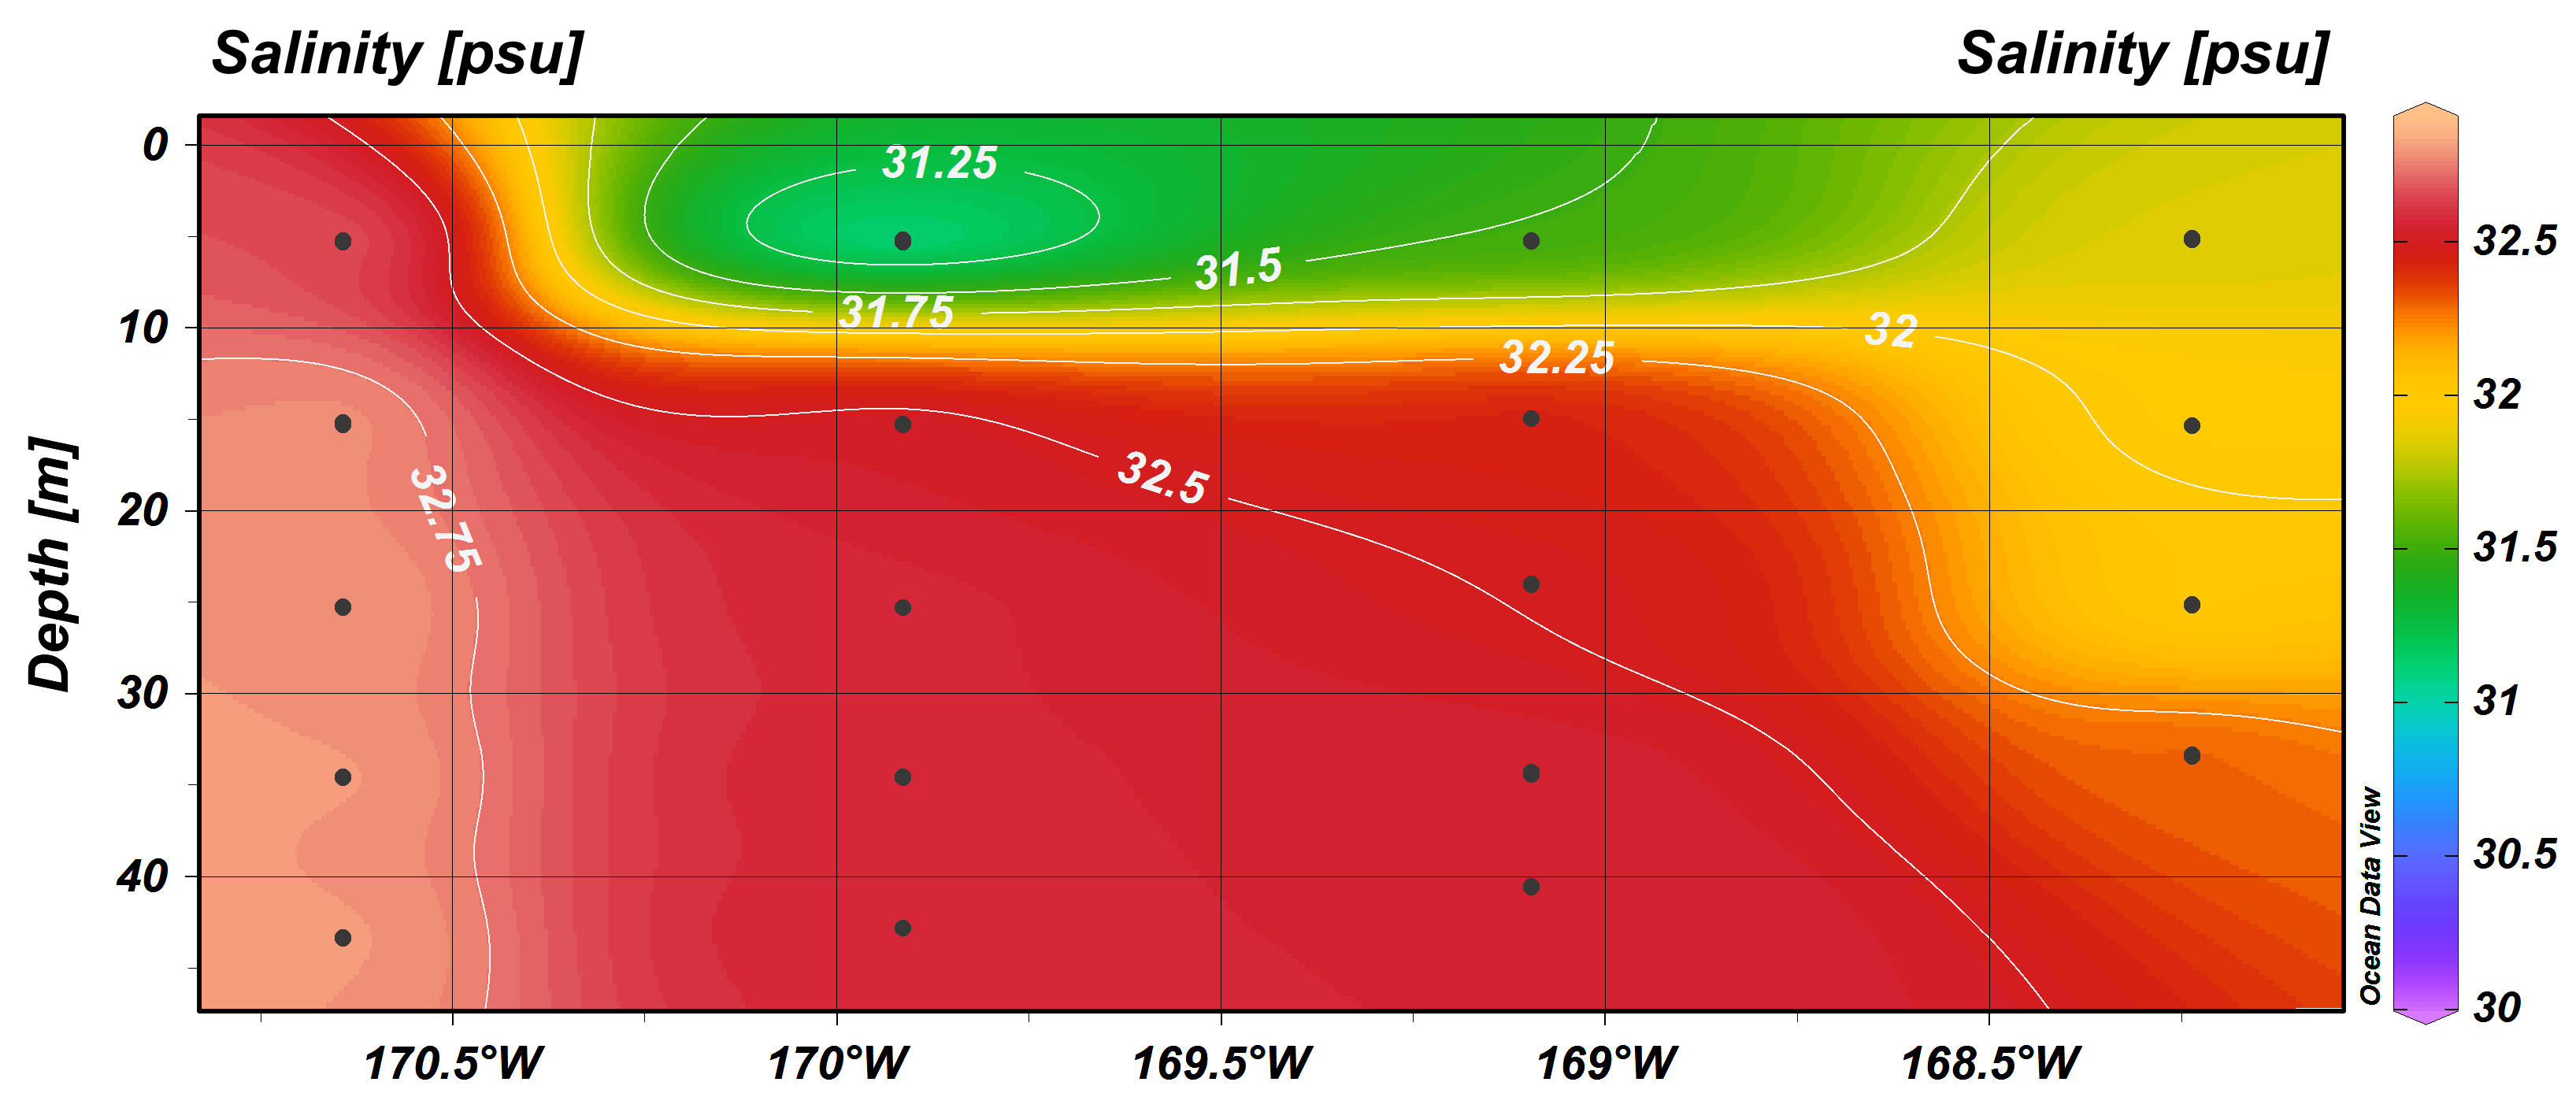 Salinity [psu]
Salinity [psu]
0
10
20
30
40
Depth [m]
31.25
31.5
31.75
32
32.25
32.5
32.75
170.5°W
170°W
169.5°W
169°W
168.5°W
32.5
32
31.5
31
30.5
30
Ocean Data View